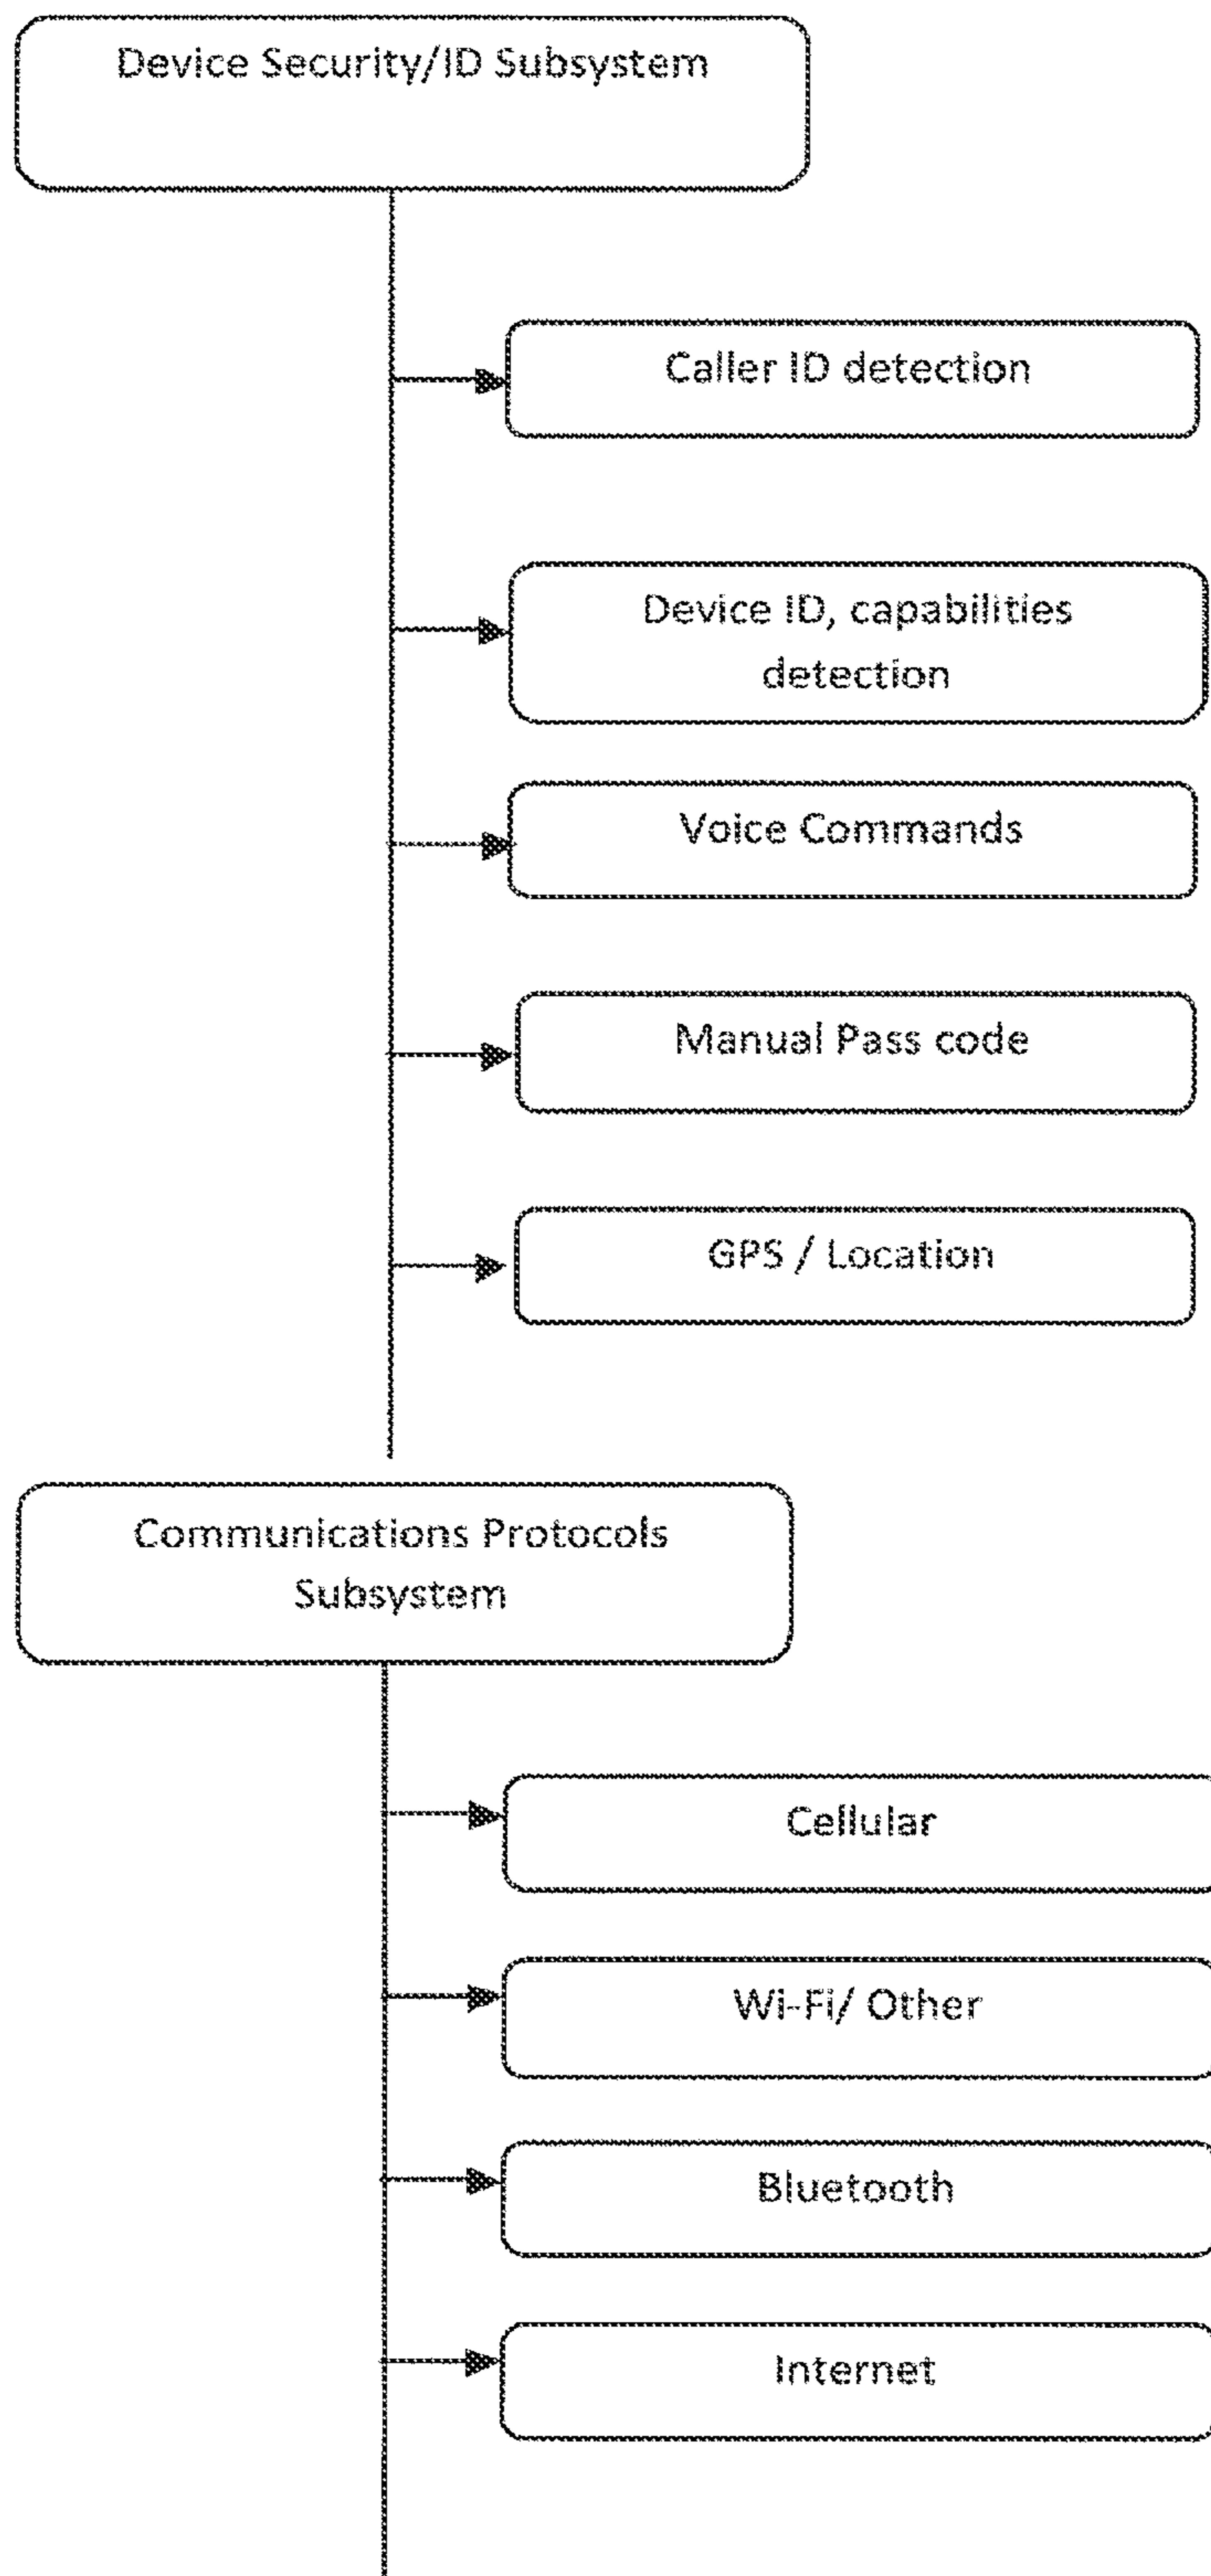 Device Security/ID Subsystem
Caller ID detection
Device ID, capabilities
detection
Voice Commands
Manual Pass code
GPS / Location
Communications Protocols
Subsystem
Cellular
Wi-Fi/ Other
Bluetooth
Internet